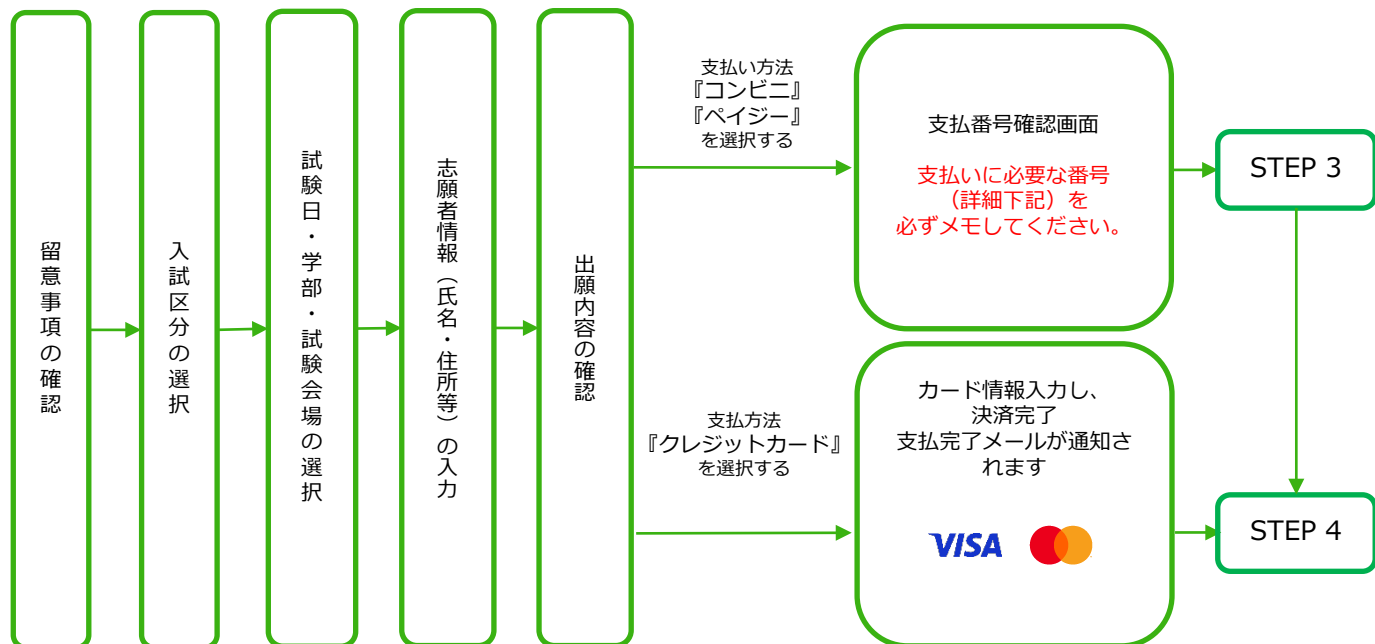 留意事項の確認
入試区分の選択
試験日・学部・試験会場の選択
志願者情報（氏名・住所等）の入力
出願内容の確認
支払い方法
『コンビニ』
『ペイジー』
を選択する
支払番号確認画面
支払いに必要な番号
（詳細下記）を
必ずメモしてください。
STEP 3
支払方法
『クレジットカード』
を選択する
カード情報入力し、
決済完了
支払完了メールが通知さ
れます
VISA
STEP 4